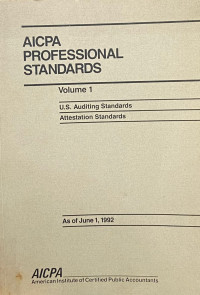 AICPA
PROFESSIONAL
STANDARDS
Volume 1
U.S. Auditing Standards
Attestation Standards
As of June 1, 1992
AICPA
American Institute of Certified Public Accountants